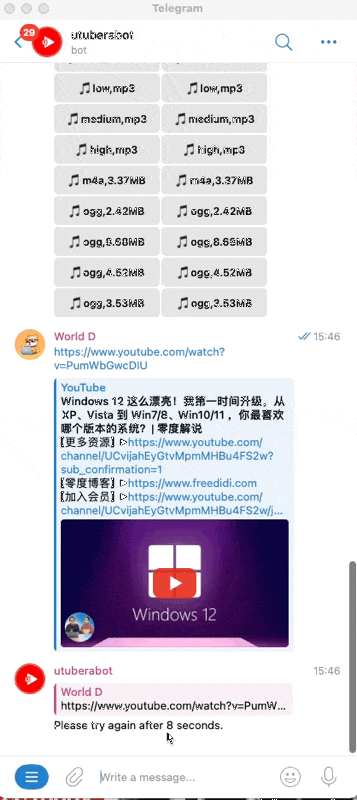 Telegram
29
utuberabot
bot
low,mp3 low,mp3
medium,mp3 medium,mp3
high,mp3 high,mp3
m4a,3.37MB m4a,3.37MB
ogg,2.42MB ogg,2.42MB
ogg,8.68MB ogg,8.68MB
ogg,4.52MB ogg,4.52MB
ogg,3.53MB ogg,3.53MB
World D 15:46
https://www.youtube.com/watch?
v=PumWbGwcDIU
YouTube
Windows 12 这么漂亮！我第一时间升级，从
XP、Vista 到 Win7/8、Win10/11 ，你最喜欢
哪个版本的系统？| 零度解说
【更多资源】▷https://www.youtube.com/
channel/UCvijahEyGtvMpmMHBu4FS2w?
sub_confirmation=1
【零度博客】▷https://www.freedidi.com
【加入会员】▷https://www.youtube.com/
channel/UCvijahEyGtvMpmMHBu4FS2w/j...
Windows 12
utuberabot 15:46
World D
https://www.youtube.com/watch?v=PumW...
Please try again after 8 seconds.
Write a message...